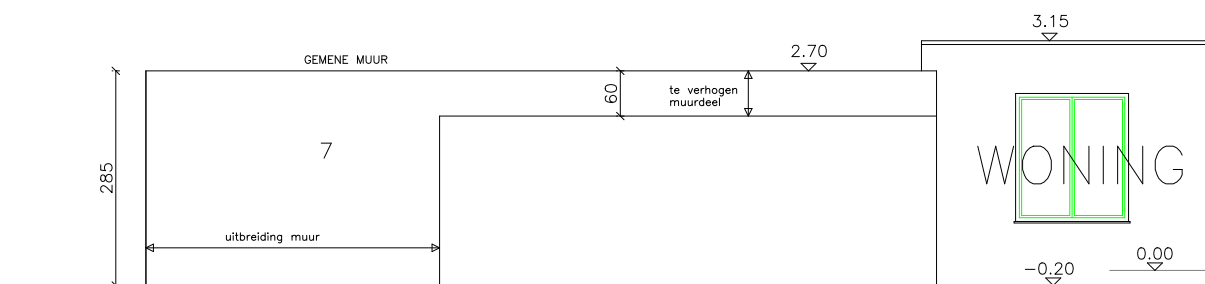 3.15
2.70
GEMENE MUUR
60
te verhogen
muurdeel
7
WONING
285
uitbreiding muur
0.00
-0.20